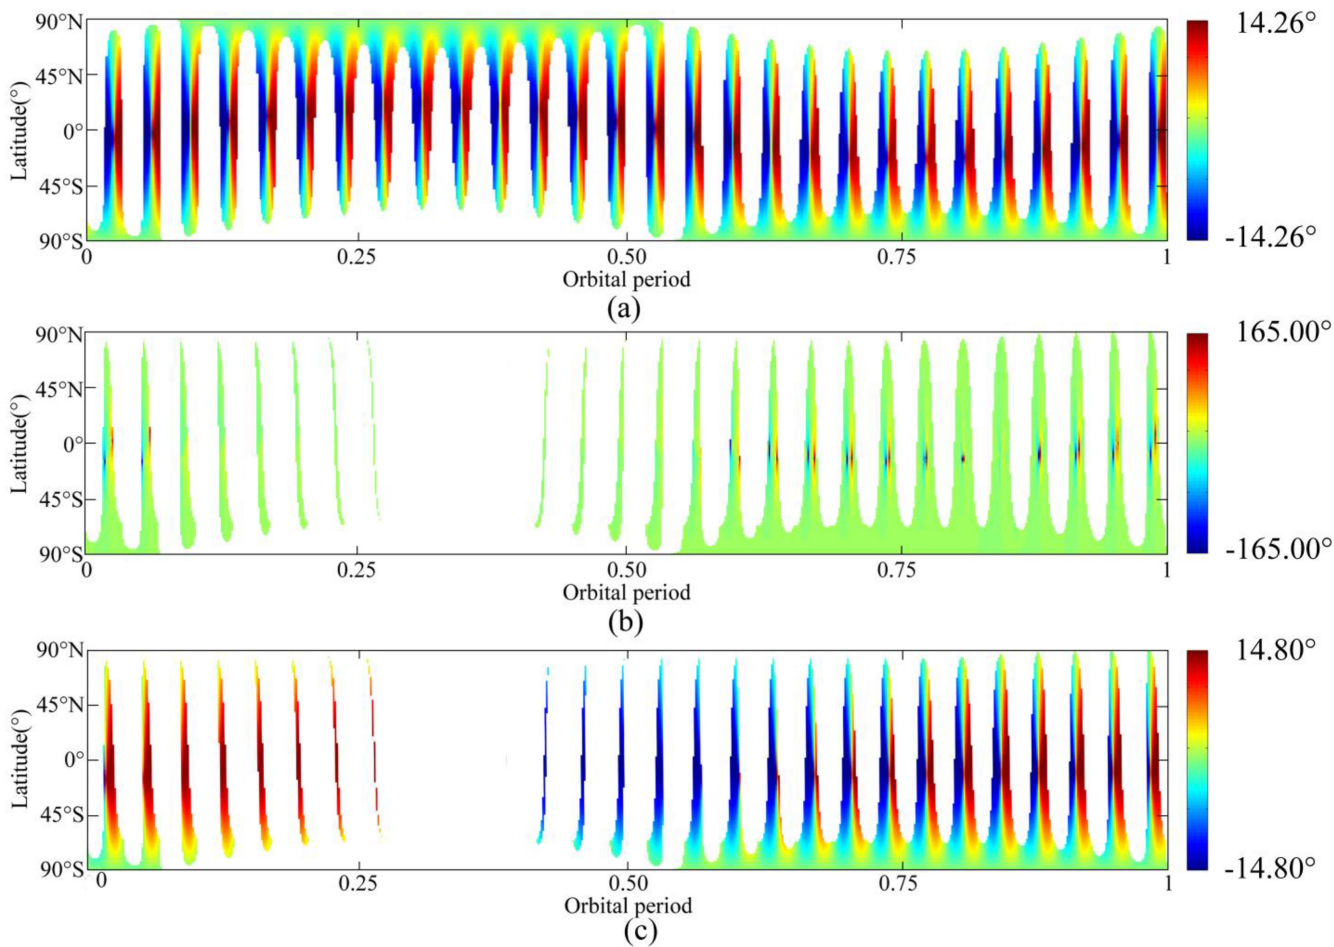 90°N
45°N
0°
45°S
90°S
Latitude(°)
0 0.25 0.50 0.75 1
Orbital period
14.26°
-14.26°
(a)
90°N
45°N
0°
45°S
90°S
Latitude(°)
0 0.25 0.50 0.75 1
Orbital period
165.00°
-165.00°
(b)
90°N
45°N
0°
45°S
90°S
Latitude(°)
0 0.25 0.50 0.75 1
Orbital period
14.80°
-14.80°
(c)